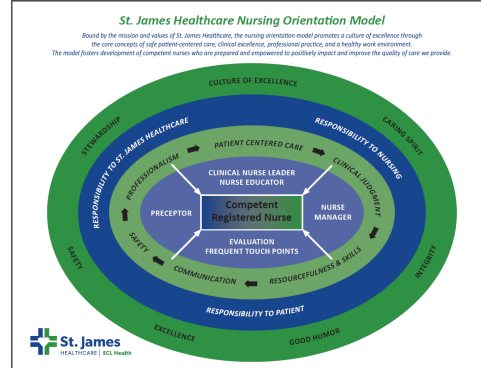 St. James Healthcare Nursing Orientation Model
Bound by the mission and values of St. James Healthcare, the nursing orientation model promotes a culture of excellence through
the core concepts of safe patient-centered care, clinical excellence, professional practice, and a healthy work environment.
The model fosters development of competent nurses who are prepared and empowered to positively impact and improve the quality of care we provide.
CULTURE OF EXCELLENCE
STEWARDSHIP
CARING SPIRIT
RESPONSIBILITY TO ST. JAMES HEALTHCARE
RESPONSIBILITY TO NURSING
PATIENT CENTERED CARE
PROFESSIONALISM
CLINICAL JUDGMENT
CLINICAL NURSE LEADER
NURSE EDUCATOR
PRECEPTOR
Competent
Registered Nurse
NURSE
MANAGER
EVALUATION
FREQUENT TOUCH POINTS
SAFETY
COMMUNICATION
RESOURCEFULNESS & SKILLS
SAFETY
INTEGRITY
RESPONSIBILITY TO PATIENT
EXCELLENCE
GOOD HUMOR
St. James
HEALTHCARE | SCL Health